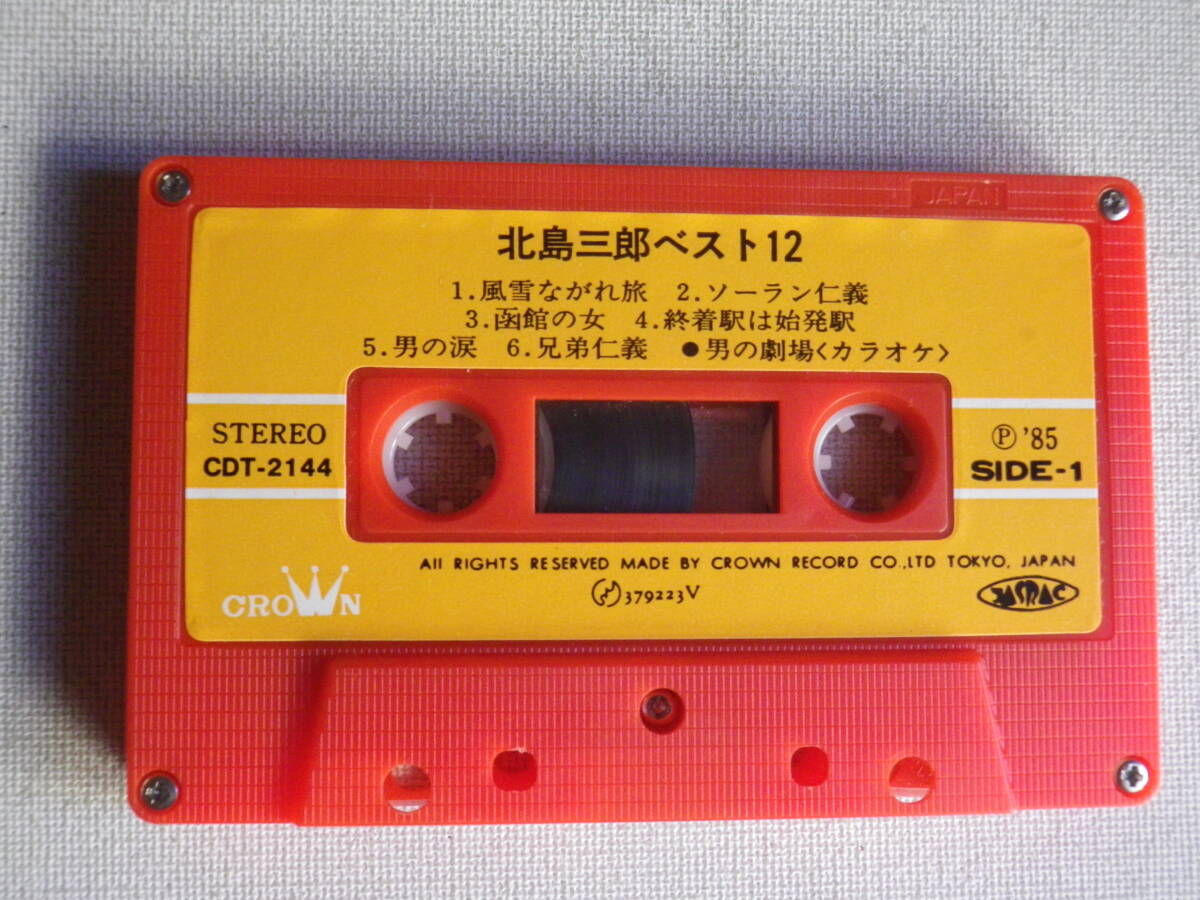 JAPAN
北島三郎ベスト12
1.風雪ながれ旅 2.ソーラン仁義
3.函館の女 4.終着駅は始発駅
5.男の涙 6.兄弟仁義 ●男の劇場〈カラオケ〉
STEREO
CDT-2144
Ⓟ'85
SIDE-1
All RIGHTS RESERVED MADE BY CROWN RECORD CO.,LTD TOKYO, JAPAN
CROWN
379223V
JASRAC